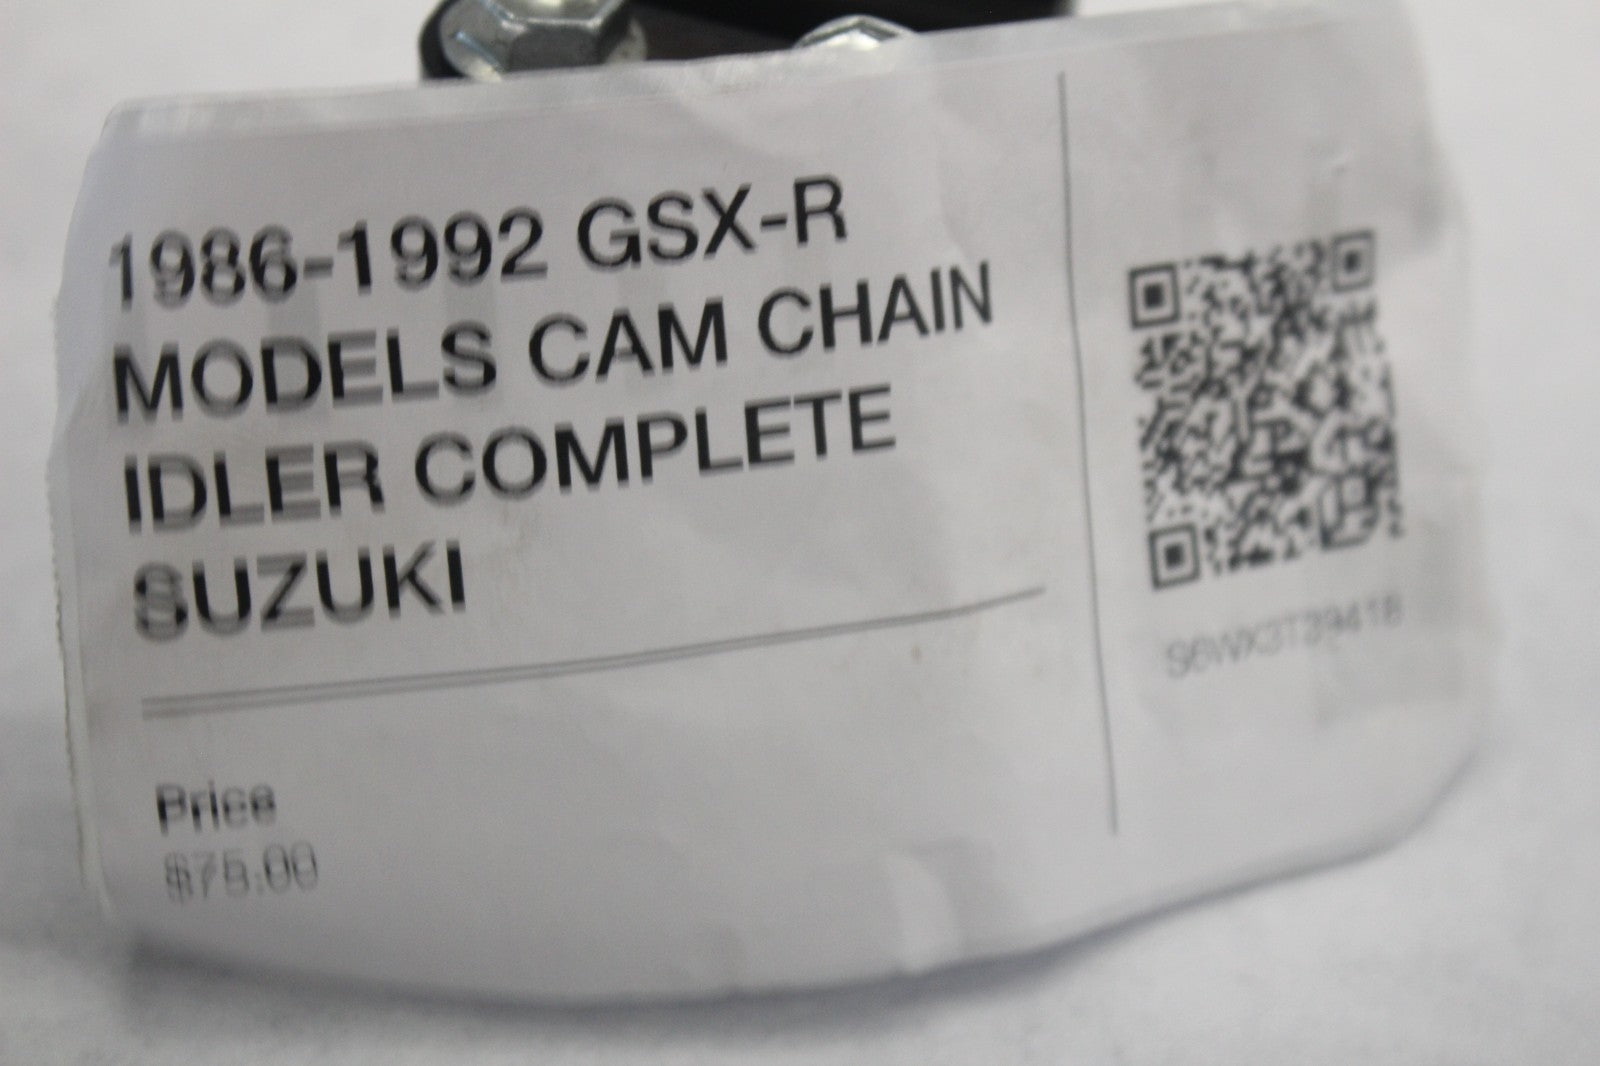 1986-1992 GSX-R
MODELS CAM CHAIN
IDLER COMPLETE
SUZUKI
Price
$75.00